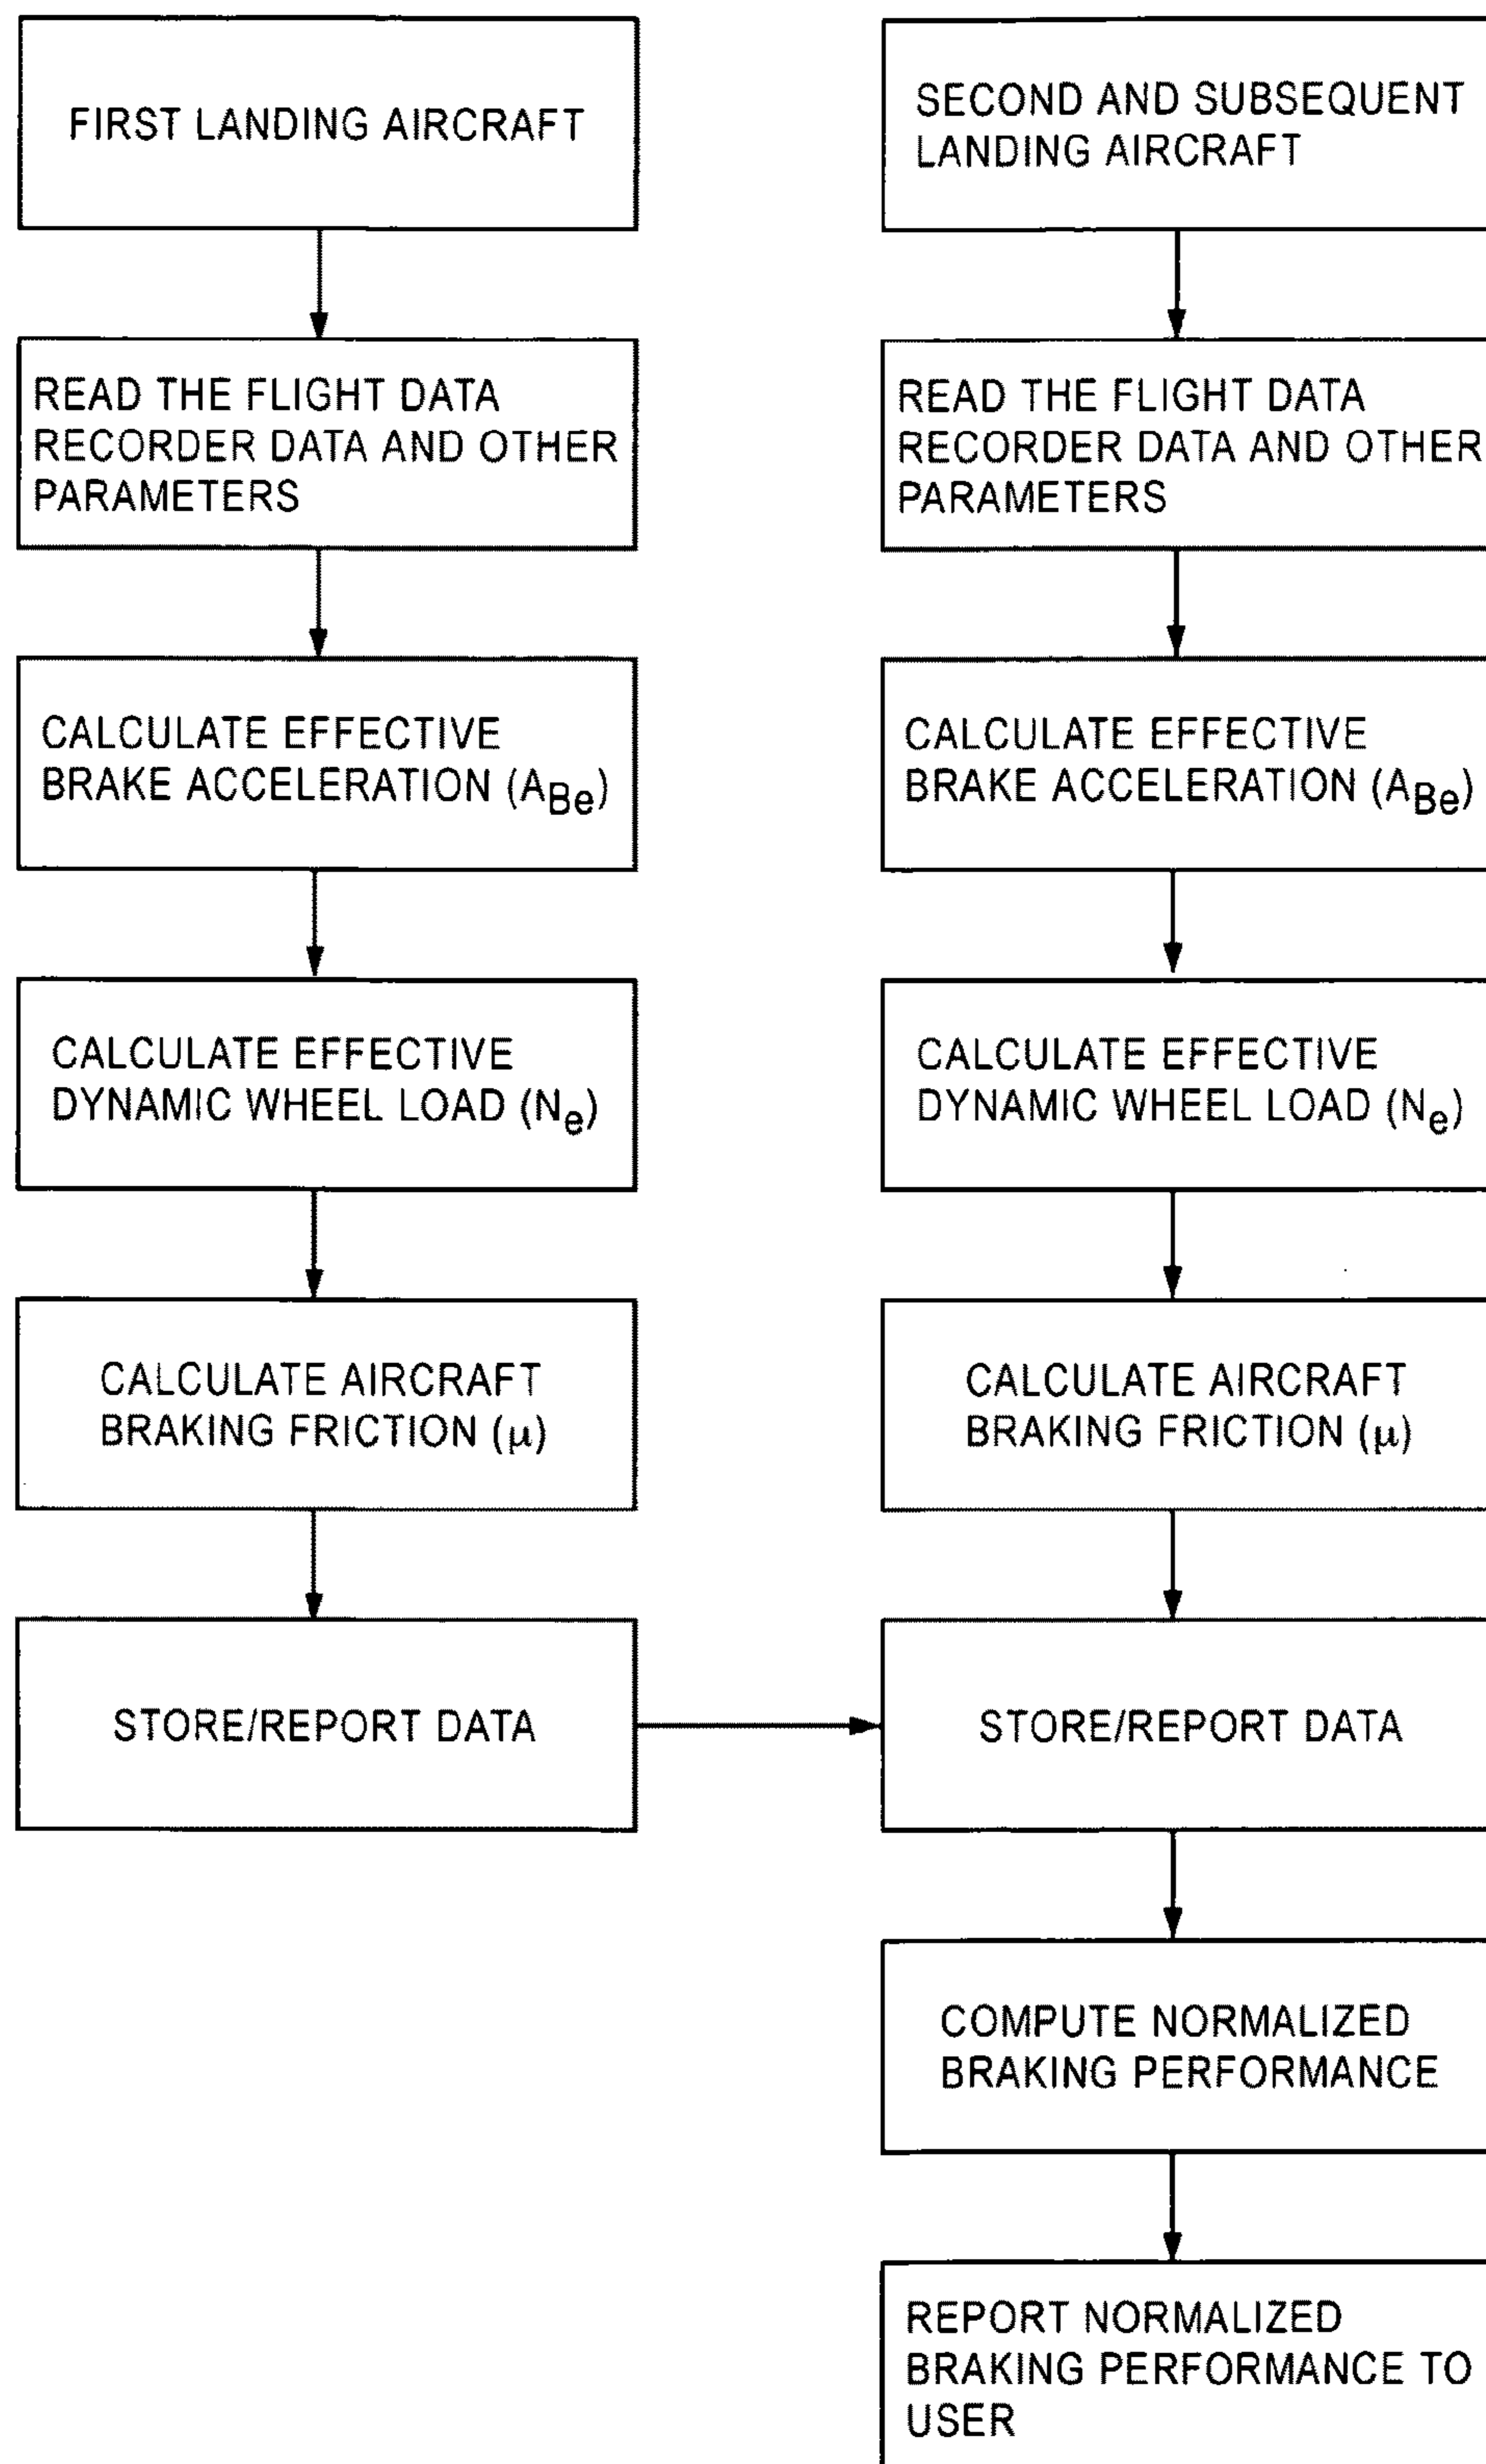 FIRST LANDING AIRCRAFT
READ THE FLIGHT DATA
RECORDER DATA AND OTHER
PARAMETERS
CALCULATE EFFECTIVE
BRAKE ACCELERATION (ABe)
CALCULATE EFFECTIVE
DYNAMIC WHEEL LOAD (Ne)
CALCULATE AIRCRAFT
BRAKING FRICTION (μ)
STORE/REPORT DATA
SECOND AND SUBSEQUENT
LANDING AIRCRAFT
READ THE FLIGHT DATA
RECORDER DATA AND OTHER
PARAMETERS
CALCULATE EFFECTIVE
BRAKE ACCELERATION (ABe)
CALCULATE EFFECTIVE
DYNAMIC WHEEL LOAD (Ne)
CALCULATE AIRCRAFT
BRAKING FRICTION (μ)
STORE/REPORT DATA
COMPUTE NORMALIZED
BRAKING PERFORMANCE
REPORT NORMALIZED
BRAKING PERFORMANCE TO
USER